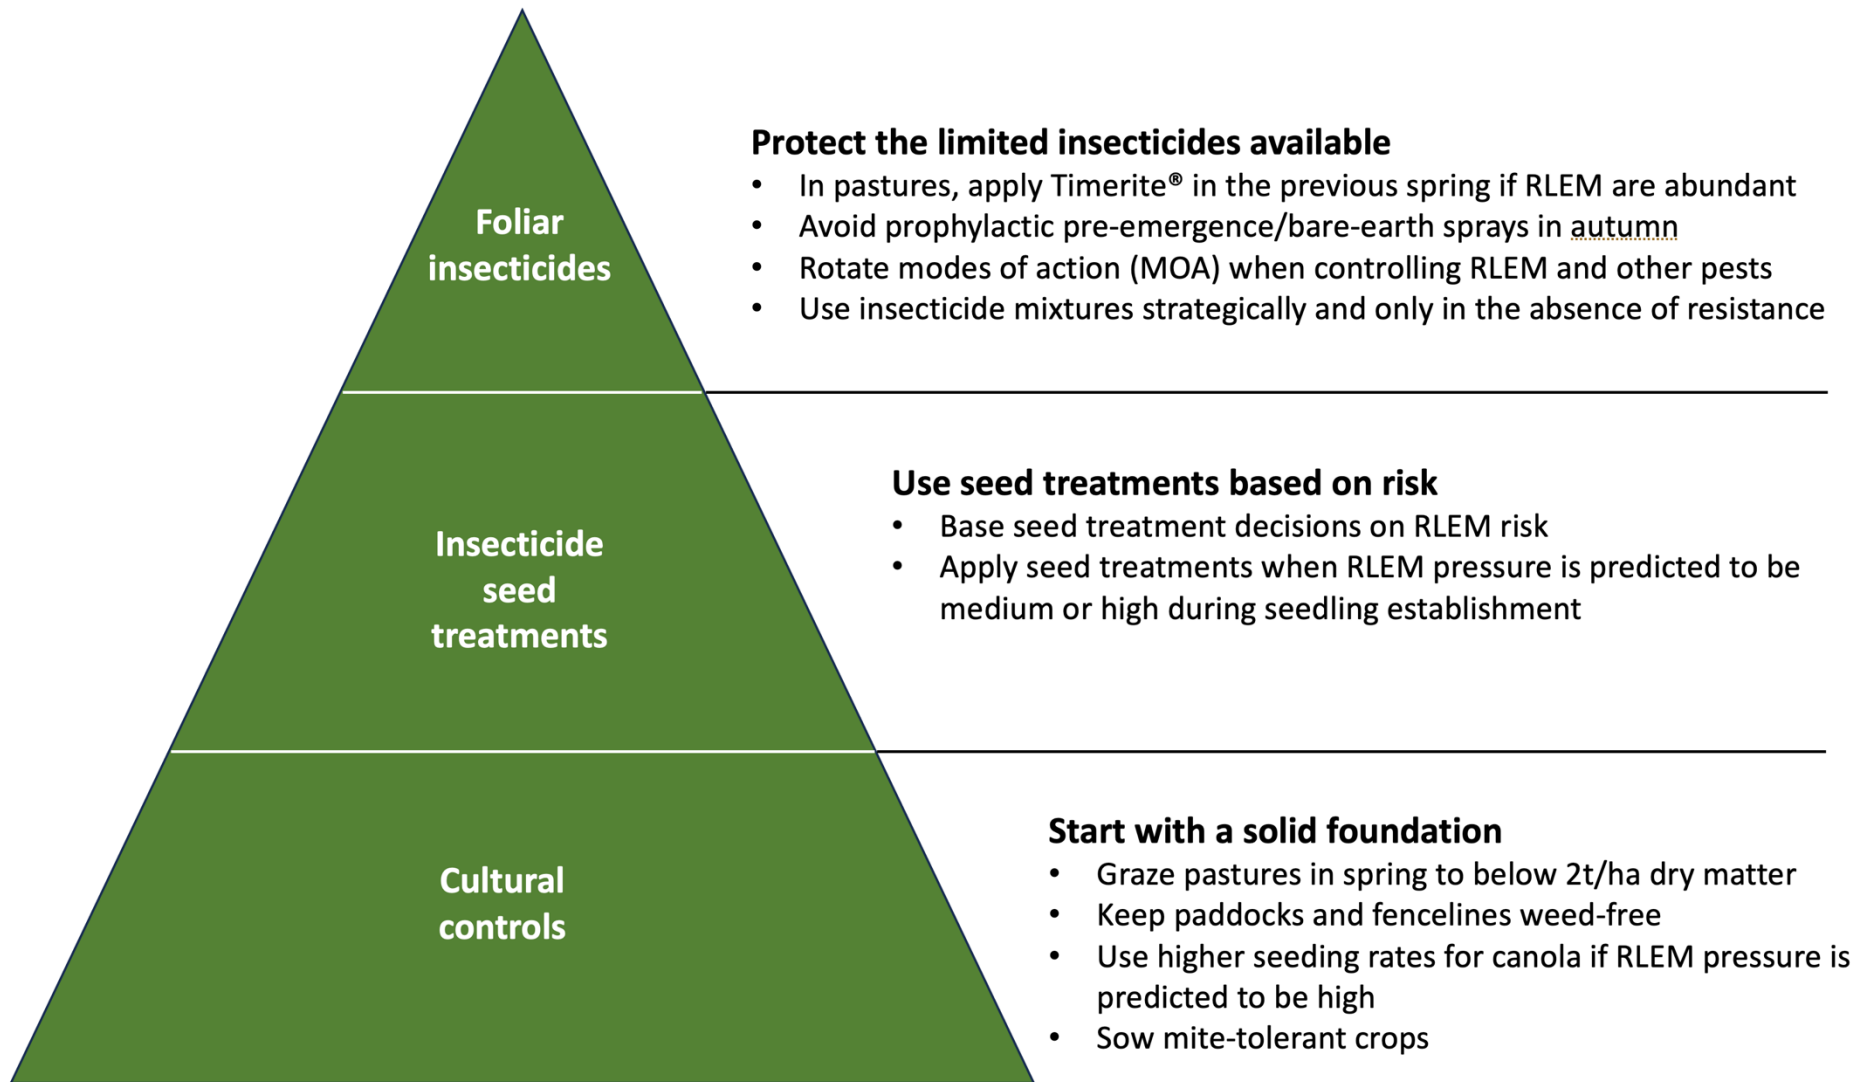 Foliar
insecticides
Protect the limited insecticides available
• In pastures, apply Timerite® in the previous spring if RLEM are abundant
• Avoid prophylactic pre-emergence/bare-earth sprays in autumn
• Rotate modes of action (MOA) when controlling RLEM and other pests
• Use insecticide mixtures strategically and only in the absence of resistance
Insecticide
seed
treatments
Use seed treatments based on risk
• Base seed treatment decisions on RLEM risk
• Apply seed treatments when RLEM pressure is predicted to be
medium or high during seedling establishment
Cultural
controls
Start with a solid foundation
• Graze pastures in spring to below 2t/ha dry matter
• Keep paddocks and fencelines weed-free
• Use higher seeding rates for canola if RLEM pressure is
predicted to be high
• Sow mite-tolerant crops